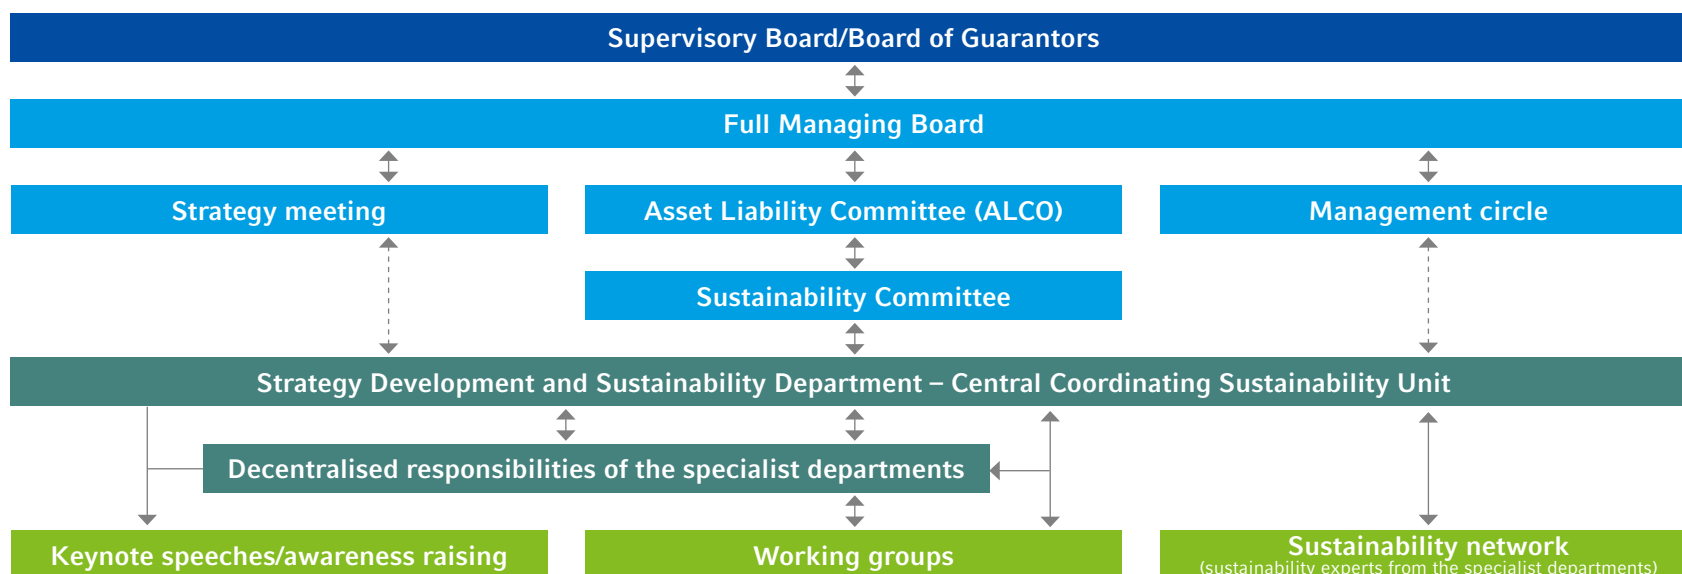 Supervisory Board/Board of Guarantors
Full Managing Board
Strategy meeting
Asset Liability Committee (ALCO)
Management circle
Sustainability Committee
Strategy Development and Sustainability Department – Central Coordinating Sustainability Unit
Decentralised responsibilities of the specialist departments
Keynote speeches/awareness raising
Working groups
Sustainability network
(sustainability experts from the specialist departments)